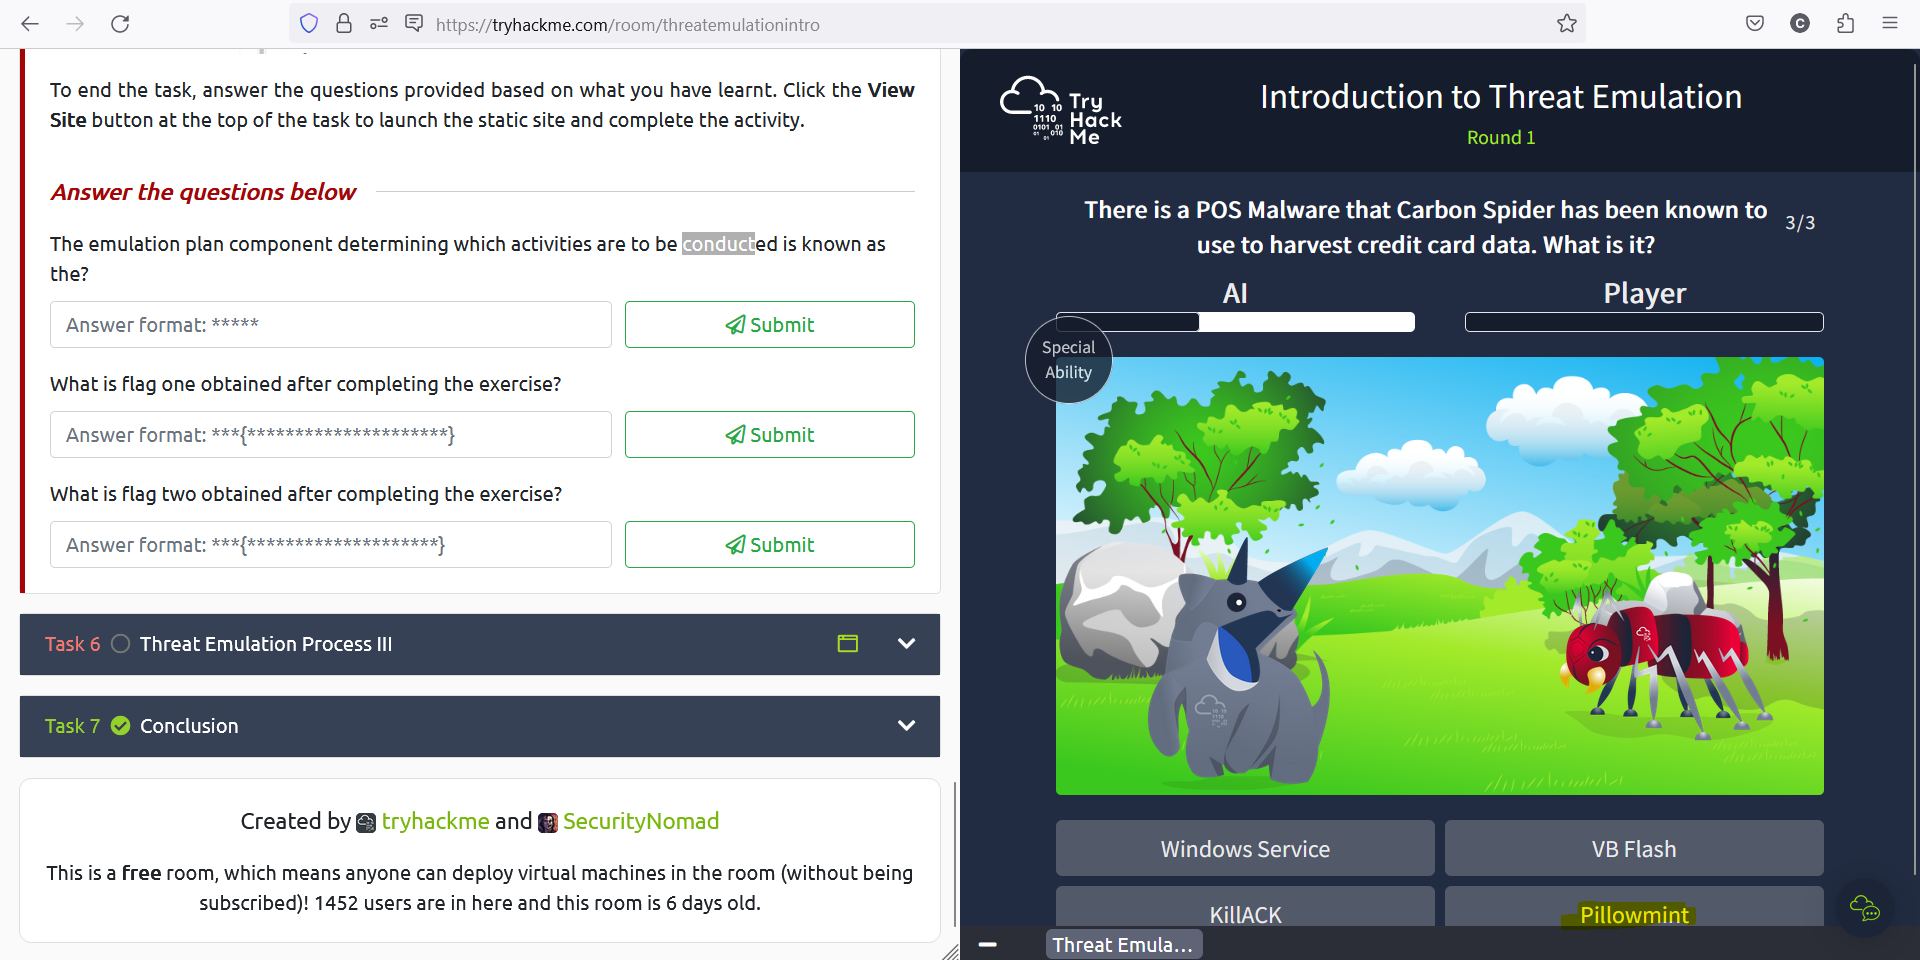 https://tryhackme.com/room/threatemulationintro
C
To end the task, answer the questions provided based on what you have learnt. Click the View
Site button at the top of the task to launch the static site and complete the activity.
Answer the questions below
The emulation plan component determining which activities are to be conducted is known as
the?
Answer format: *****
Submit
What is flag one obtained after completing the exercise?
Answer format: ***{*********************}
Submit
What is flag two obtained after completing the exercise?
Answer format: ***{********************}
Submit
Task 6 Threat Emulation Process III
Task 7 Conclusion
Created by tryhackme and SecurityNomad
This is a free room, which means anyone can deploy virtual machines in the room (without being
subscribed)! 1452 users are in here and this room is 6 days old.
Try
Hack
Me
10 10
1110
0101 01
01 010
01
Introduction to Threat Emulation
Round 1
There is a POS Malware that Carbon Spider has been known to
use to harvest credit card data. What is it?
3/3
AI
Player
Special
Ability
Windows Service
VB Flash
KillACK
Pillowmint
Threat Emula...